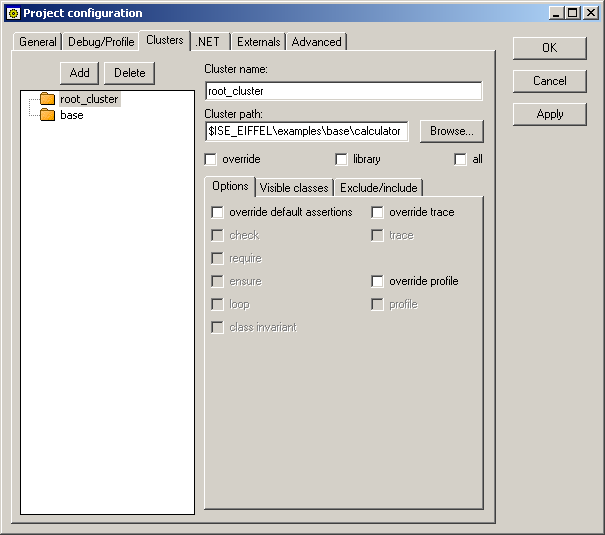 Project configuration
General Debug/Profile Clusters .NET Externals Advanced
OK
Cancel
Apply
Add Delete
root_cluster
base
Cluster name:
root_cluster
Cluster path:
$ISE_EIFFEL\examples\base\calculator Browse...
override library all
Options Visible classes Exclude/include
override default assertions override trace
check trace
require
ensure override profile
loop profile
class invariant